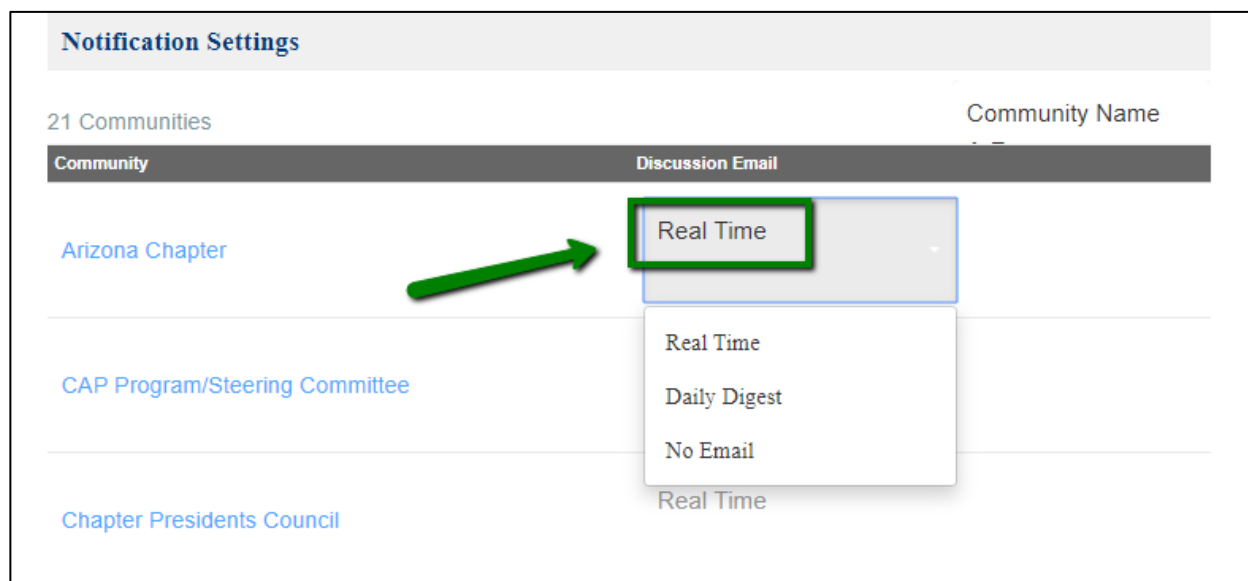 Notification Settings
21 Communities
Community Name
Community Discussion Email
Arizona Chapter
Real Time
Real Time
CAP Program/Steering Committee
Daily Digest
No Email
Real Time
Chapter Presidents Council